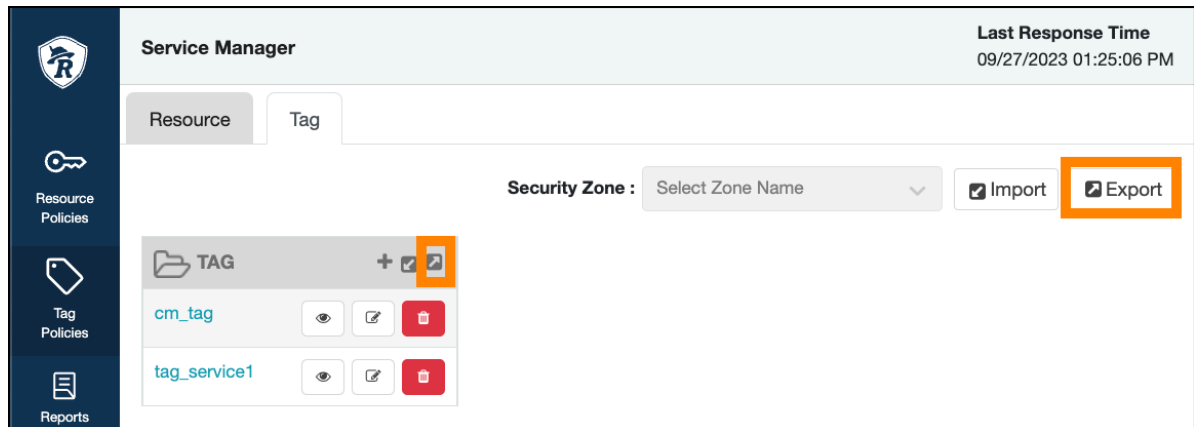 Service Manager
Last Response Time
09/27/2023 01:25:06 PM
R
Resource
Tag
Resource
Policies
Security Zone :
Select Zone Name
Import
Export
TAG
Tag
Policies
cm_tag
tag_service1
Reports